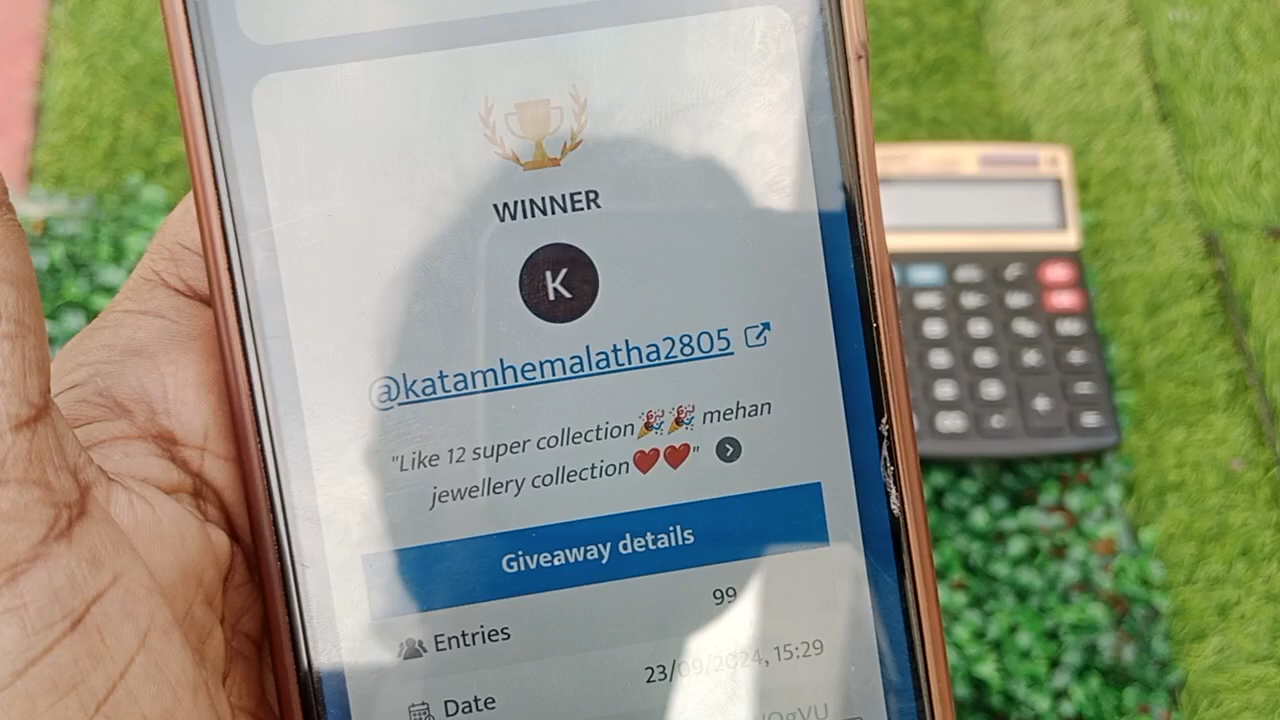 WINNER
K
@katamhemalatha2805
"Like 12 super collection🎉🎉 mehan
jewellery collection❤️❤️"
Giveaway details
Entries 99
Date 23/09/2024, 15:29